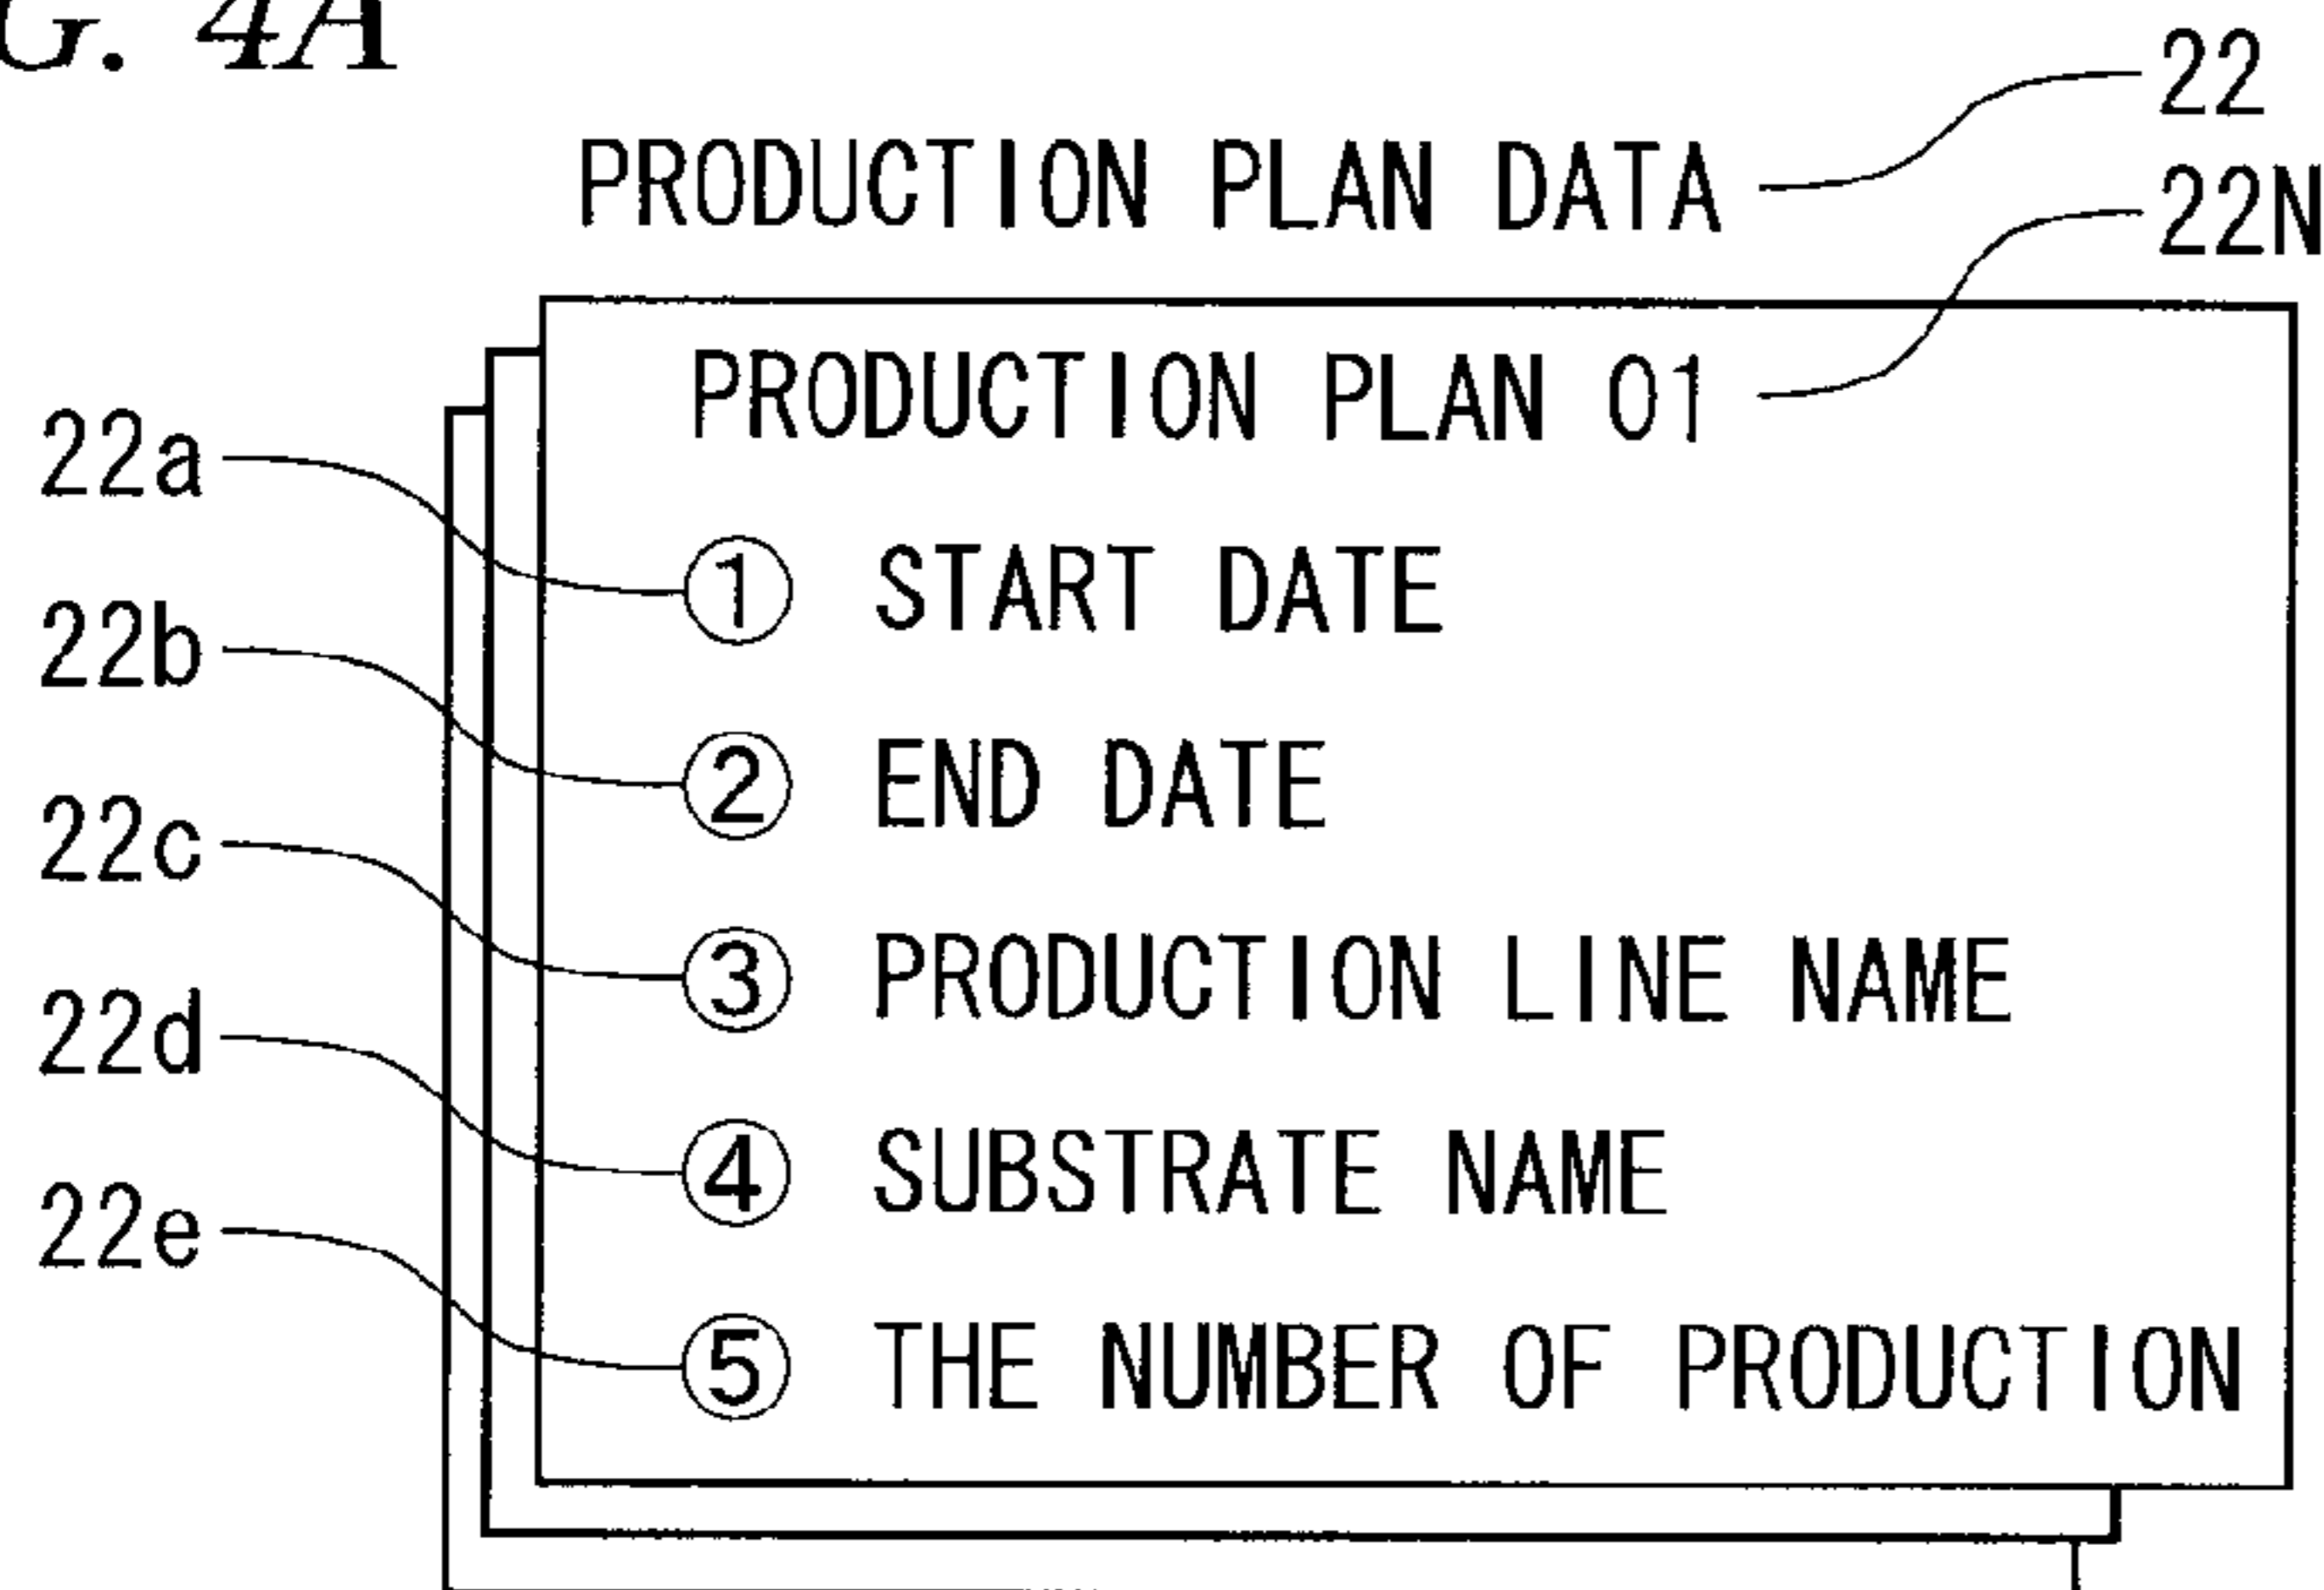 G. 4A
22
PRODUCTION PLAN DATA
22N
PRODUCTION PLAN 01
22a
① START DATE
22b
② END DATE
22c
③ PRODUCTION LINE NAME
22d
④ SUBSTRATE NAME
22e
⑤ THE NUMBER OF PRODUCTION